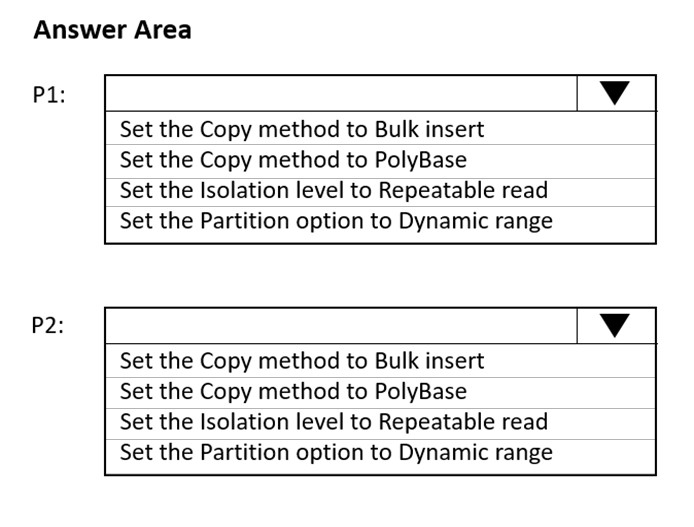 Answer Area
P1:
Set the Copy method to Bulk insert
Set the Copy method to PolyBase
Set the Isolation level to Repeatable read
Set the Partition option to Dynamic range
P2:
Set the Copy method to Bulk insert
Set the Copy method to PolyBase
Set the Isolation level to Repeatable read
Set the Partition option to Dynamic range